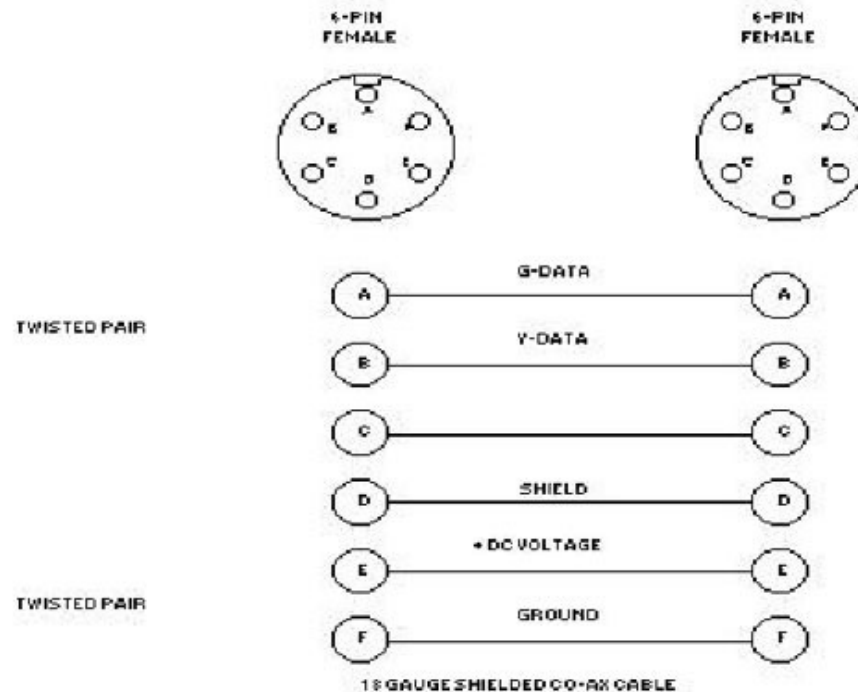 6-PIN
FEMALE
6-PIN
FEMALE
A
B
F
C
E
D
A
B
F
C
E
D
G-DATA
A
A
TWISTED PAIR
Y-DATA
B
B
C
C
SHIELD
D
D
+ DC VOLTAGE
E
E
TWISTED PAIR
GROUND
F
F
18 GAUGE SHIELDED CO-AX CABLE